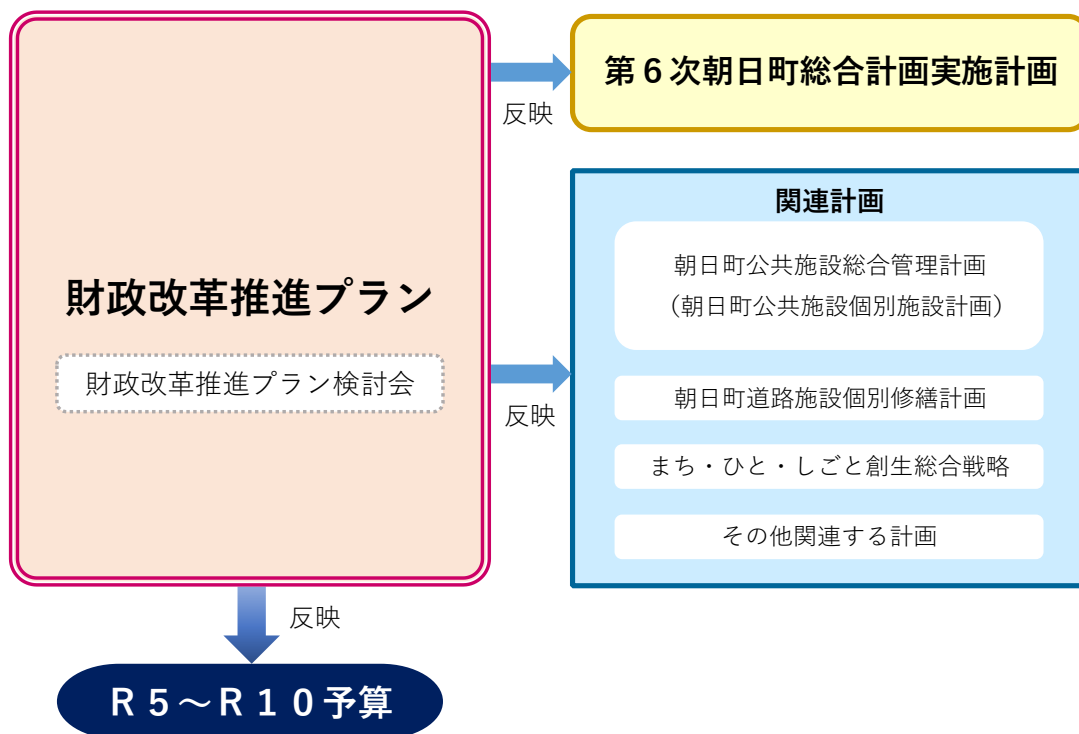 第６次朝日町総合計画実施計画
反映
関連計画
朝日町公共施設総合管理計画
（朝日町公共施設個別施設計画）
財政改革推進プラン
財政改革推進プラン検討会
反映
朝日町道路施設個別修繕計画
まち・ひと・しごと創生総合戦略
その他関連する計画
反映
Ｒ５～Ｒ１０予算